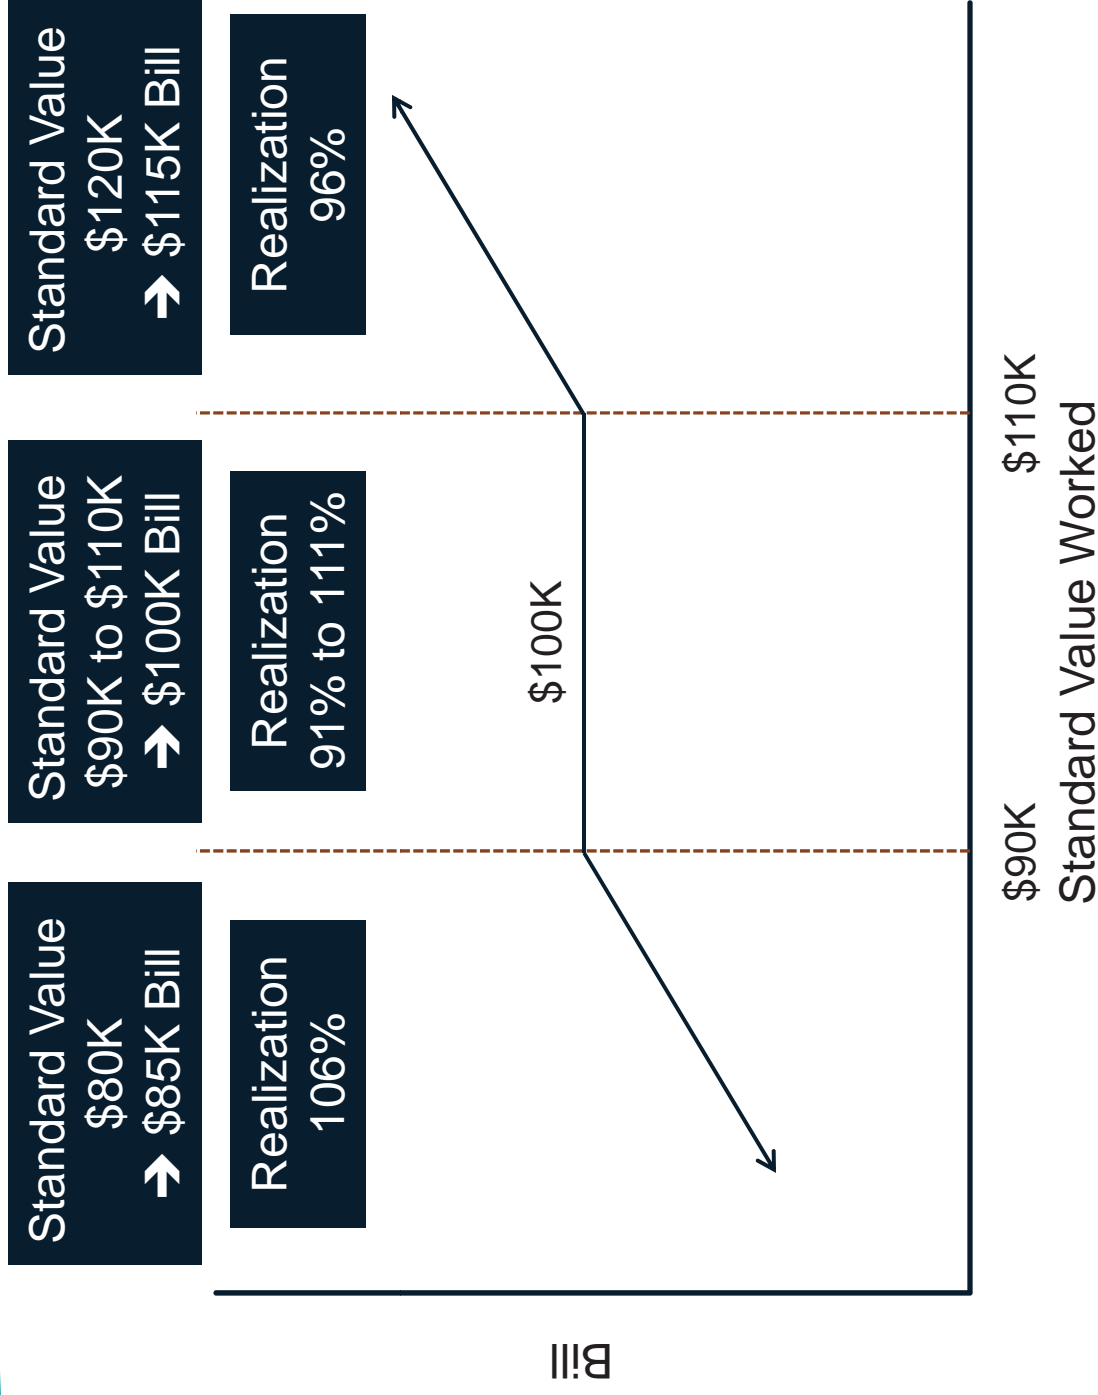 Standard Value
$80K
➔ $85K Bill
Standard Value
$90K to $110K
➔ $100K Bill
Standard Value
$120K
➔ $115K Bill
Realization
106%
Realization
91% to 111%
Realization
96%
$100K
Bill
$90K
$110K
Standard Value Worked